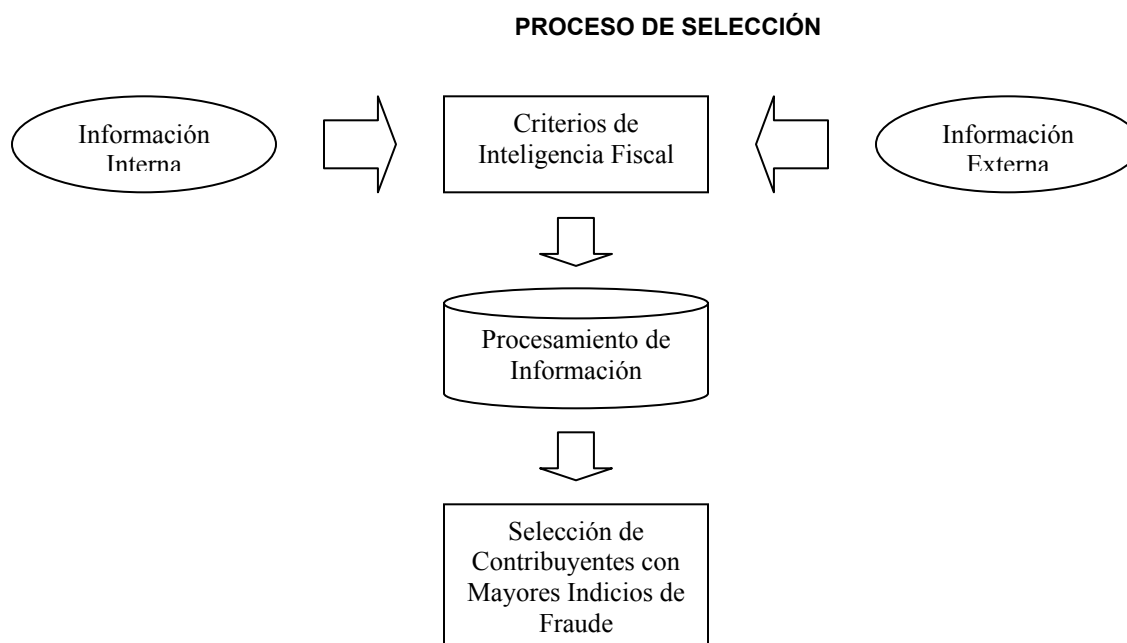 PROCESO DE SELECCIÓN
Información
Interna
Criterios de
Inteligencia Fiscal
Información
Externa
Procesamiento de
Información
Selección de
Contribuyentes con
Mayores Indicios de
Fraude